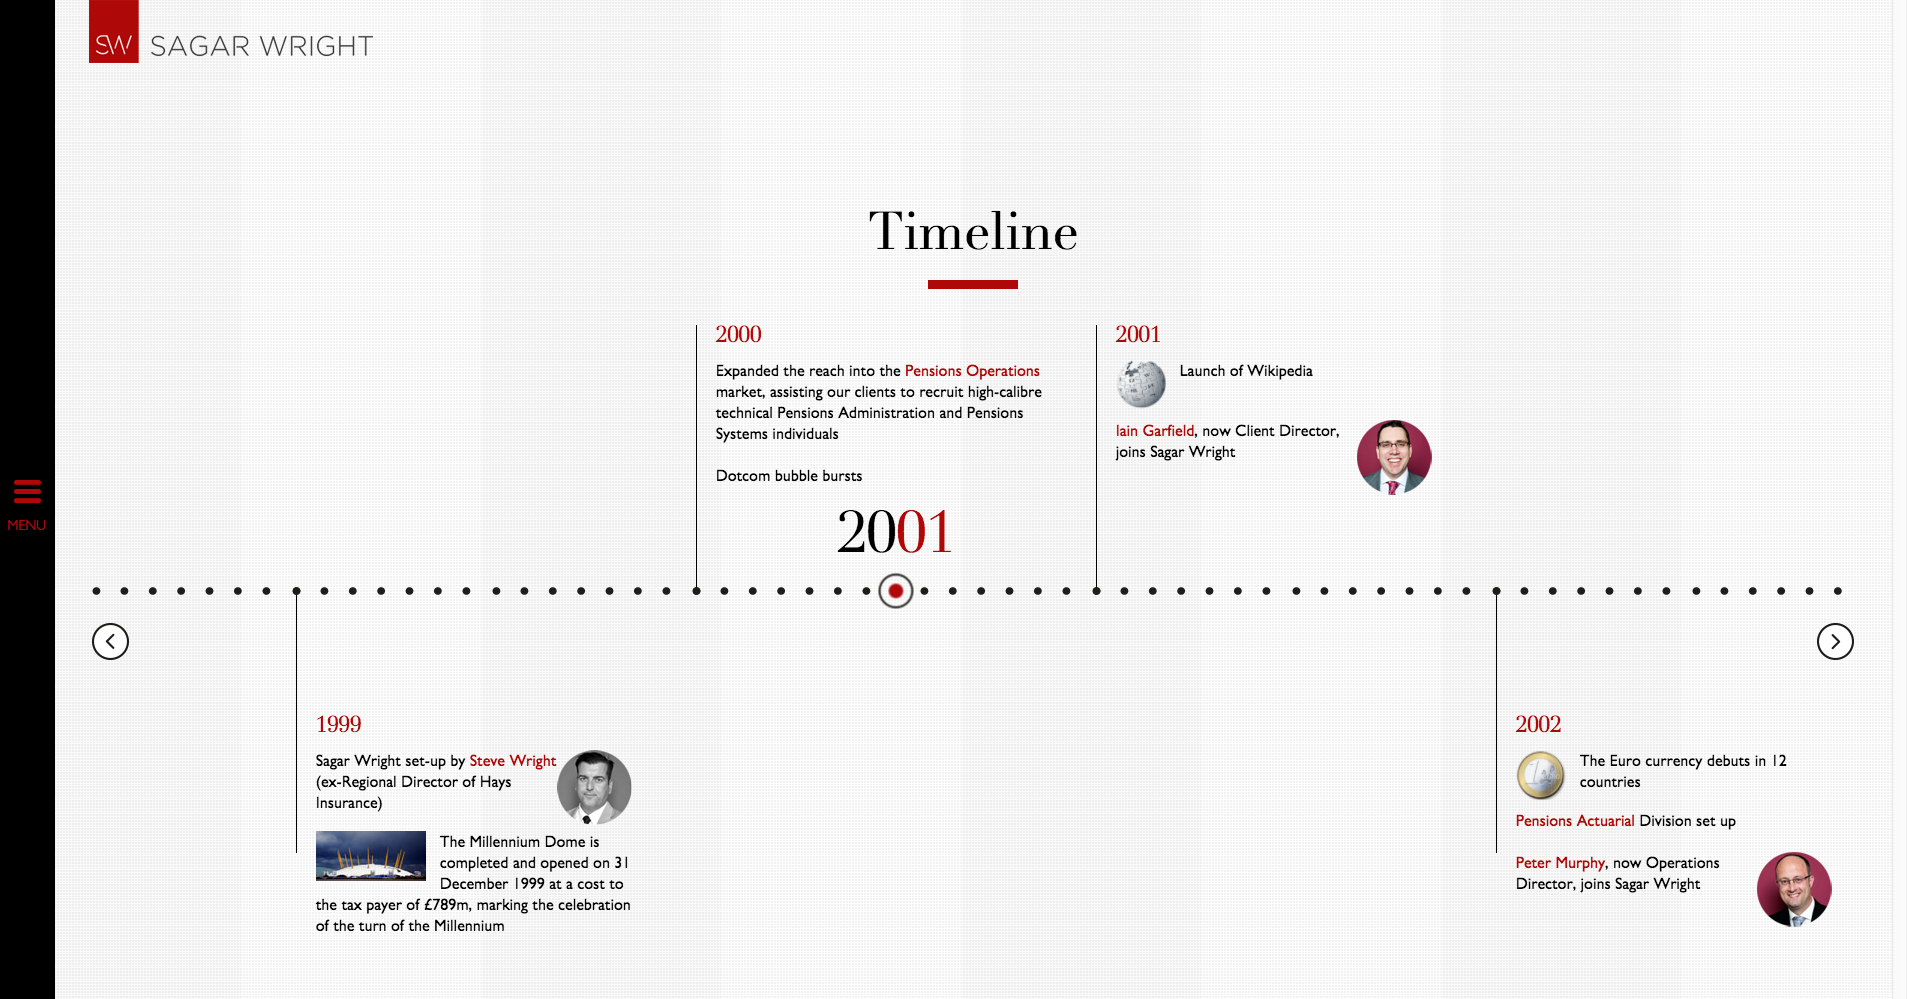 SW SAGAR WRIGHT
Timeline
2000
Expanded the reach into the Pensions Operations
market, assisting our clients to recruit high-calibre
technical Pensions Administration and Pensions
Systems individuals
Dotcom bubble bursts
2001
Launch of Wikipedia
Iain Garfield, now Client Director,
joins Sagar Wright
MENU
2001
1999
Sagar Wright set-up by Steve Wright
(ex-Regional Director of Hays
Insurance)
The Millennium Dome is
completed and opened on 31
December 1999 at a cost to
the tax payer of £789m, marking the celebration
of the turn of the Millennium
2002
The Euro currency debuts in 12
countries
Pensions Actuarial Division set up
Peter Murphy, now Operations
Director, joins Sagar Wright